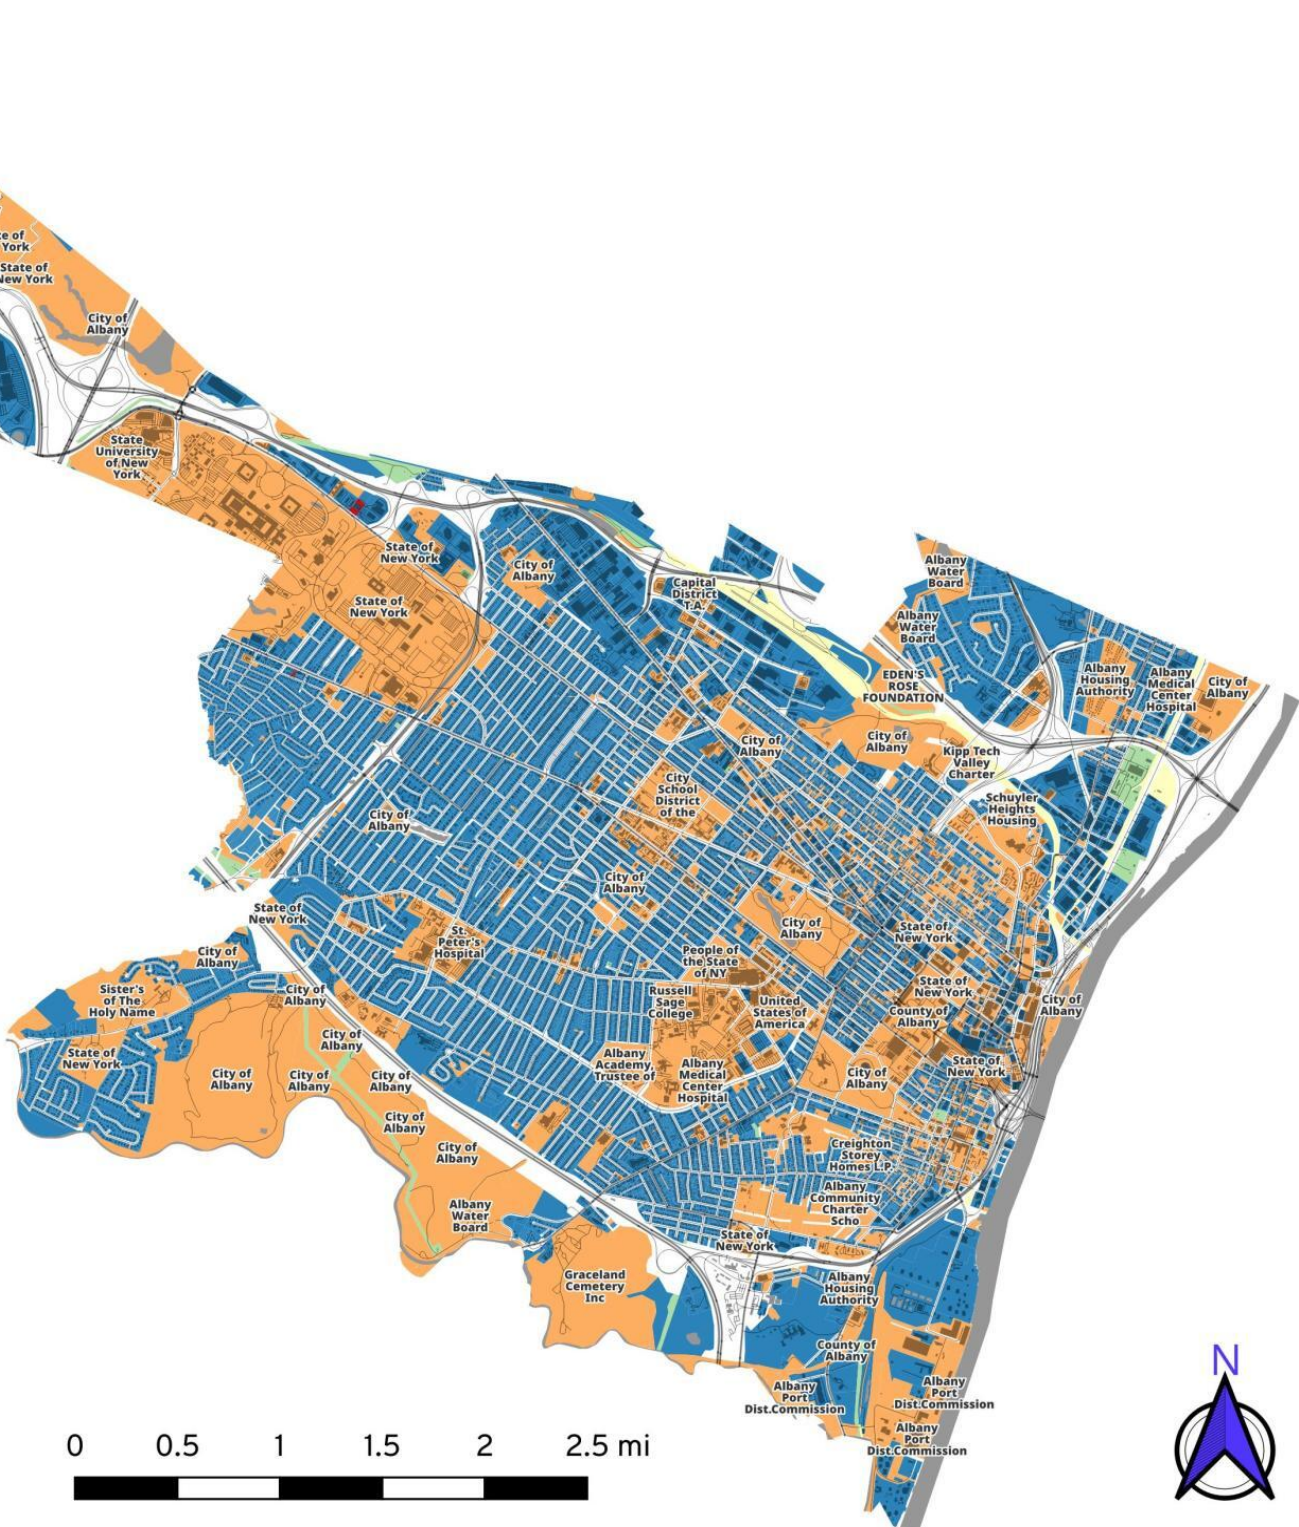 te of
York
State of
New York
City of
Albany
State
University
of New
York
State of
New York
State of
New York
City of
Albany
Capital
District
T.A.
Albany
Water
Board
Albany
Water
Board
EDEN'S
ROSE
FOUNDATION
Albany
Housing
Authority
Albany
Medical
Center
Hospital
City of
Albany
City of
Albany
City of
Albany
Kipp Tech
Valley
Charter
City
School
District
of the
Schuyler
Heights
Housing
City of
Albany
City of
Albany
State of
New York
St.
Peter's
Hospital
City of
Albany
State of
New York
City of
Albany
People of
the State
of NY
Sister's
of The
Holy Name
City of
Albany
Russell
Sage
College
United
States of
America
State of
New York
County of
Albany
City of
Albany
State of
New York
City of
Albany
City of
Albany
City of
Albany
City of
Albany
Albany
Academy,
Trustee of
Albany
Medical
Center
Hospital
City of
Albany
State of
New York
City of
Albany
City of
Albany
Creighton
Storey
Homes L.P.
Albany
Water
Board
Albany
Community
Charter
Scho
State of
New York
Graceland
Cemetery
Inc
Albany
Housing
Authority
County of
Albany
Albany
Port
Dist.Commission
Albany
Port
Dist.Commission
Albany
Port
Dist.Commission
N
0 0.5 1 1.5 2 2.5 mi